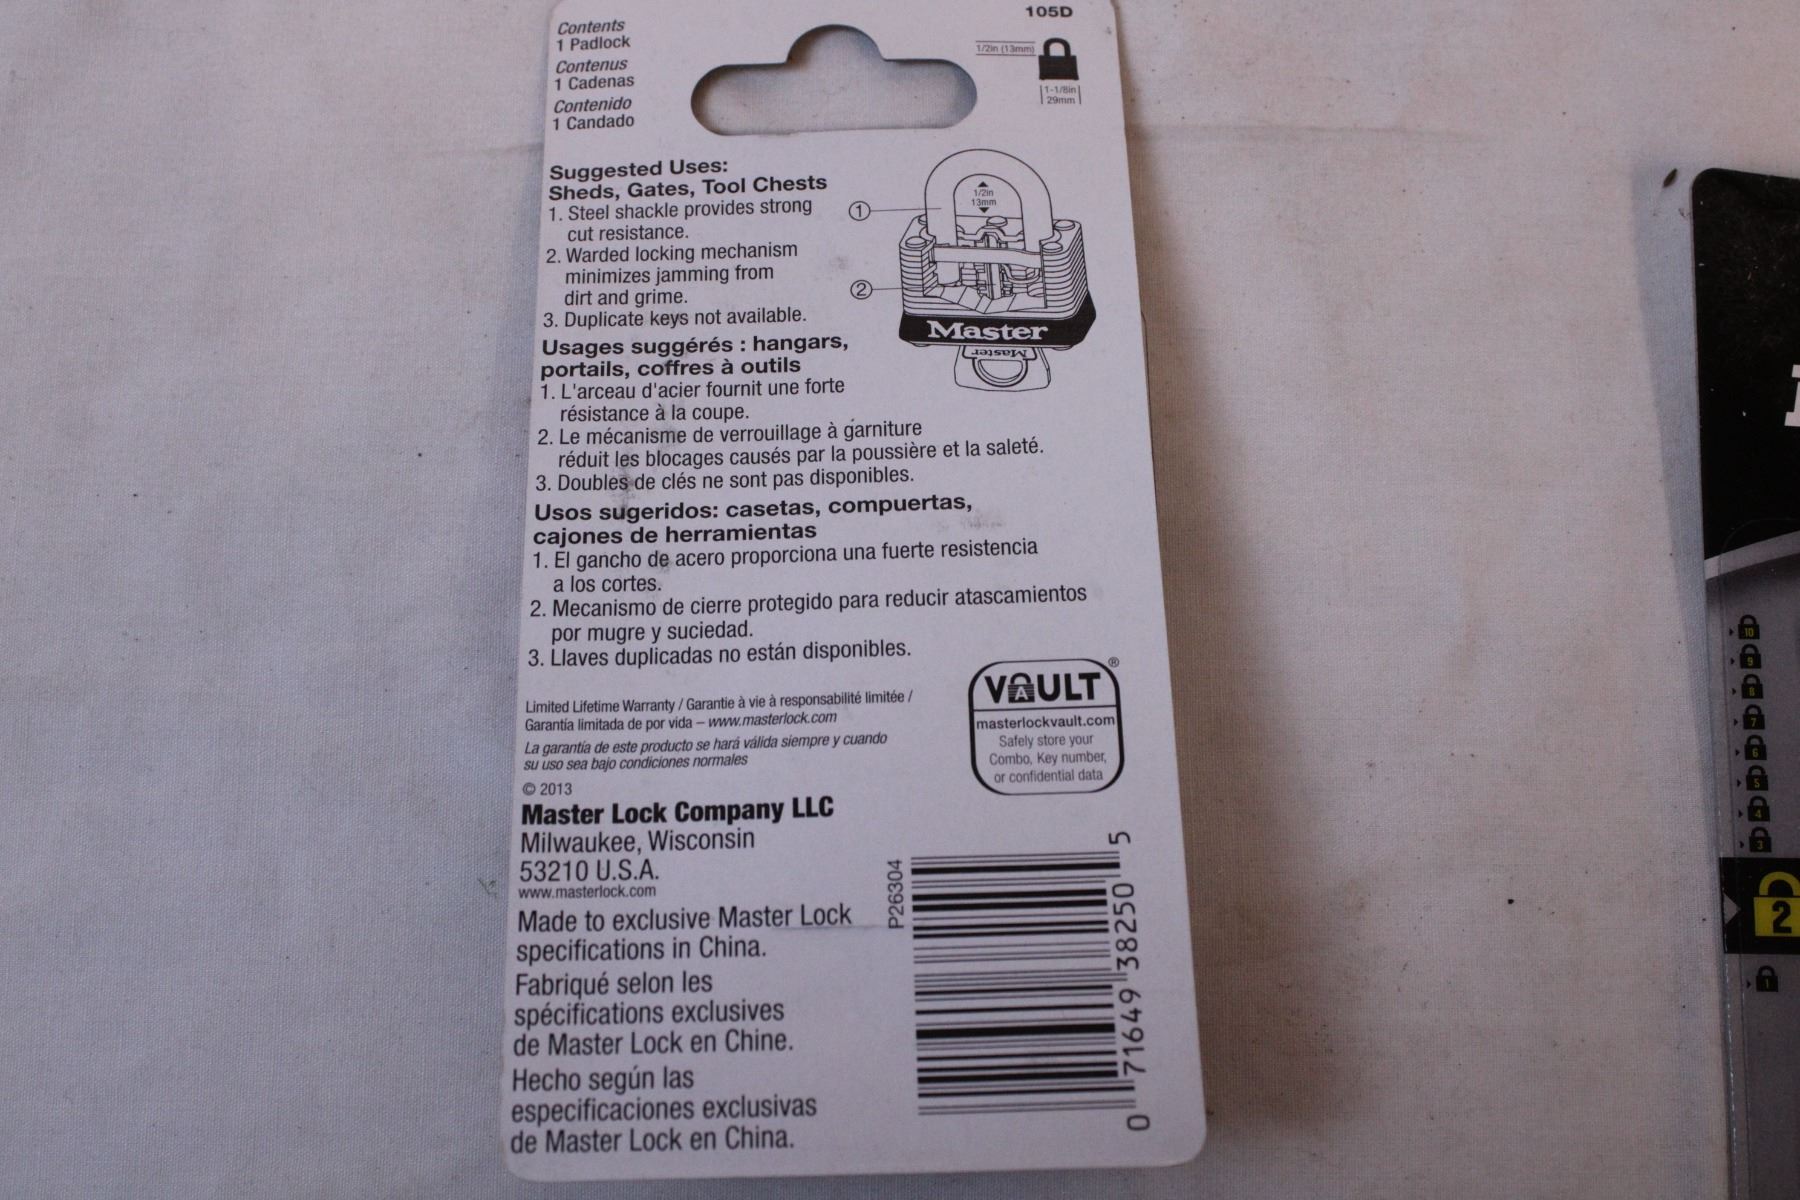 Contents
1 Padlock
Contenus
1 Cadenas
Contenido
1 Candado
105D
1/2in (13mm)
1-1/8in
29mm
Suggested Uses:
Sheds, Gates, Tool Chests
1. Steel shackle provides strong
cut resistance.
2. Warded locking mechanism
minimizes jamming from
dirt and grime.
3. Duplicate keys not available.
1
2
1/2in
13mm
Master
Master
Usages suggérés : hangars,
portails, coffres à outils
1. L'arceau d'acier fournit une forte
résistance à la coupe.
2. Le mécanisme de verrouillage à garniture
réduit les blocages causés par la poussière et la saleté.
3. Doubles de clés ne sont pas disponibles.
Usos sugeridos: casetas, compuertas,
cajones de herramientas
1. El gancho de acero proporciona una fuerte resistencia
a los cortes.
2. Mecanismo de cierre protegido para reducir atascamientos
por mugre y suciedad.
3. Llaves duplicadas no están disponibles.
Limited Lifetime Warranty / Garantie à vie à responsabilité limitée /
Garantía limitada de por vida – www.masterlock.com
La garantía de este producto se hará válida siempre y cuando
su uso sea bajo condiciones normales
VAULT®
masterlockvault.com
Safely store your
Combo, Key number,
or confidential data
© 2013
Master Lock Company LLC
Milwaukee, Wisconsin
53210 U.S.A.
www.masterlock.com
Made to exclusive Master Lock
specifications in China.
Fabriqué selon les
spécifications exclusives
de Master Lock en Chine.
Hecho según las
especificaciones exclusivas
de Master Lock en China.
P26304
0 71649 38250 5
10
9
8
7
6
5
4
3
2
1